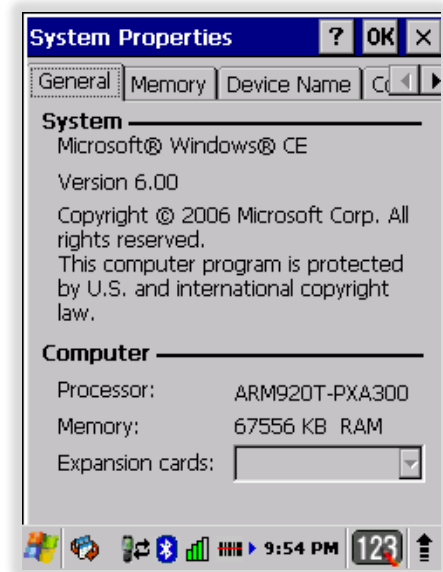 System Properties ? OK ×
General Memory Device Name
System
Microsoft® Windows® CE
Version 6.00
Copyright © 2006 Microsoft Corp. All
rights reserved.
This computer program is protected
by U.S. and international copyright
law.
Computer
Processor: ARM920T-PXA300
Memory: 67556 KB RAM
Expansion cards:
9:54 PM 123